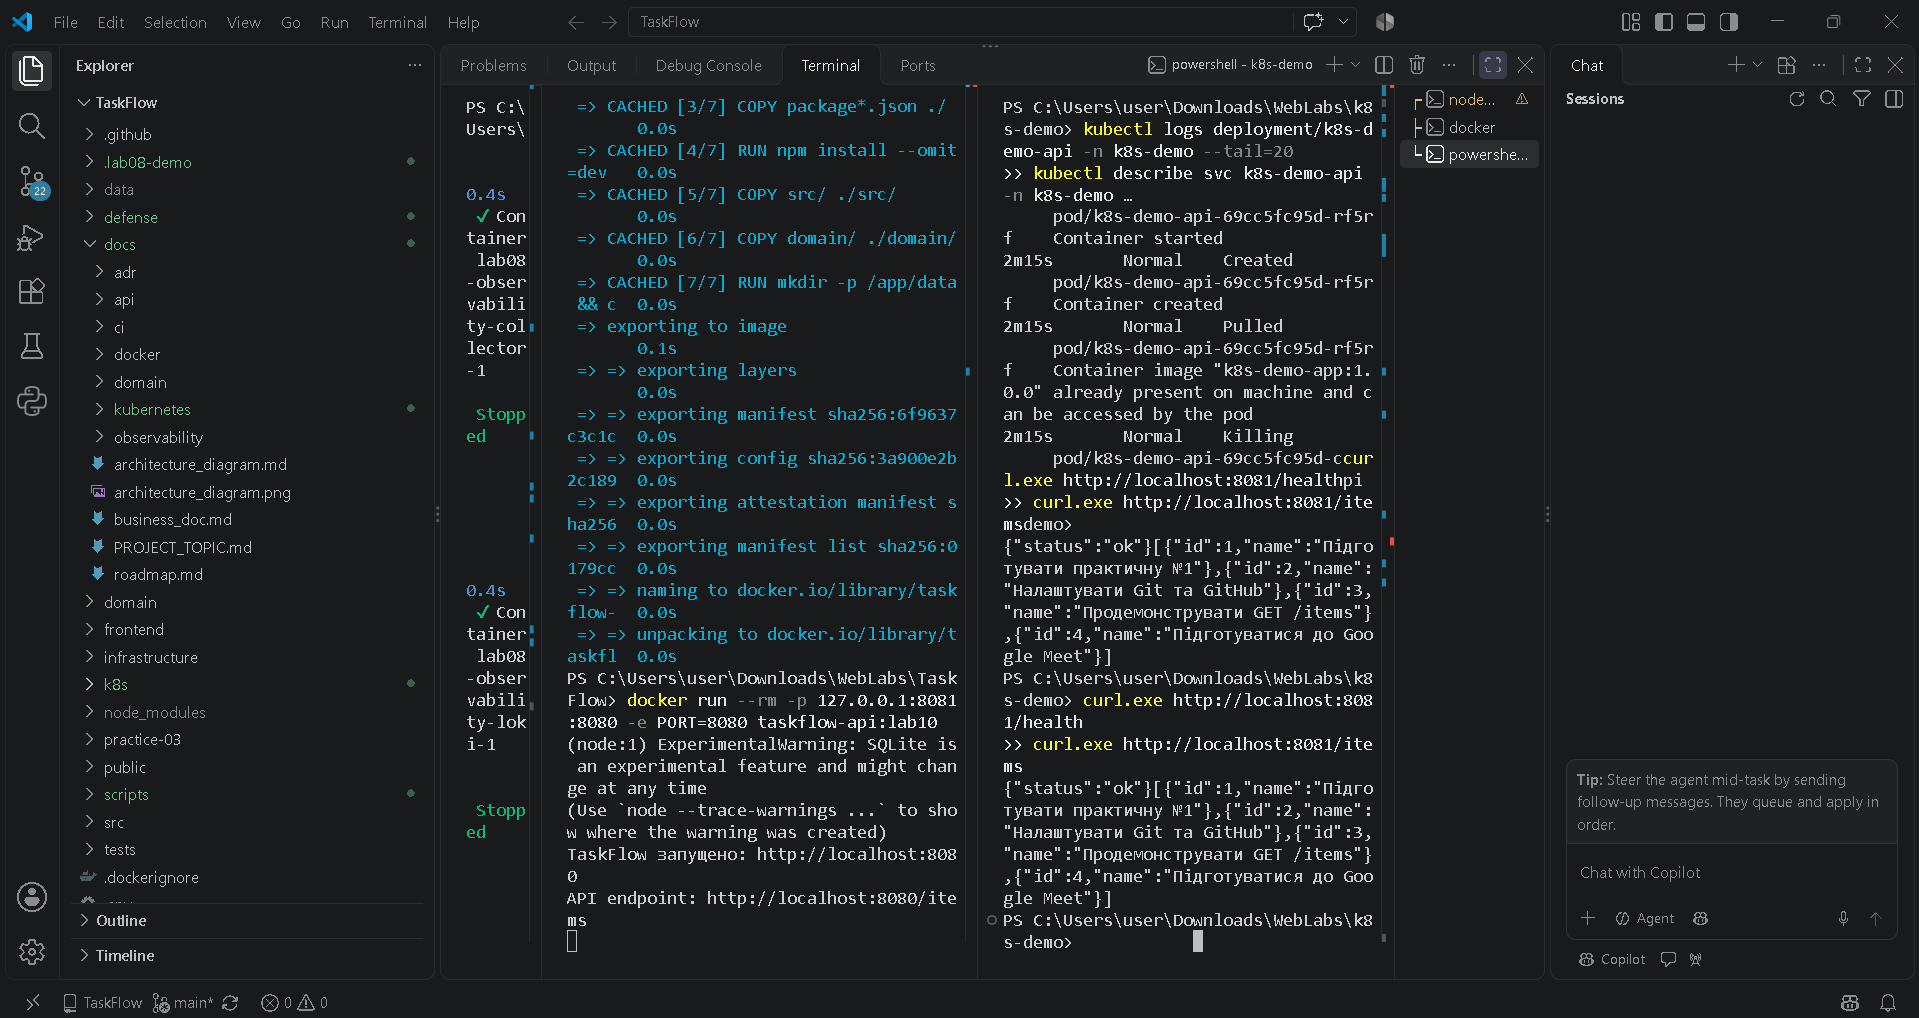 File Edit Selection View Go Run Terminal Help
TaskFlow
Explorer
TaskFlow
.github
.lab08-demo
data
defense
docs
adr
api
ci
docker
domain
kubernetes
observability
architecture_diagram.md
architecture_diagram.png
business_doc.md
PROJECT_TOPIC.md
roadmap.md
domain
frontend
infrastructure
k8s
node_modules
practice-03
public
scripts
src
tests
.dockerignore
Outline
Timeline
22
Problems Output Debug Console Terminal Ports
powershell - k8s-demo
PS C:\
Users\
0.4s
✓ Con
tainer
lab08
-obser
vabili
ty-col
lector
-1
Stopp
ed
0.4s
✓ Con
tainer
lab08
-obser
vabili
ty-lok
i-1
Stopp
ed
=> CACHED [3/7] COPY package*.json ./
0.0s
=> CACHED [4/7] RUN npm install --omit
=dev 0.0s
=> CACHED [5/7] COPY src/ ./src/
0.0s
=> CACHED [6/7] COPY domain/ ./domain/
0.0s
=> CACHED [7/7] RUN mkdir -p /app/data
&& c 0.0s
=> exporting to image
0.1s
=> => exporting layers
0.0s
=> => exporting manifest sha256:6f9637
c3c1c 0.0s
=> => exporting config sha256:3a900e2b
2c189 0.0s
=> => exporting attestation manifest s
ha256 0.0s
=> => exporting manifest list sha256:0
179cc 0.0s
=> => naming to docker.io/library/task
flow- 0.0s
=> => unpacking to docker.io/library/t
askfl 0.0s
PS C:\Users\user\Downloads\WebLabs\Task
Flow> docker run --rm -p 127.0.0.1:8081
:8080 -e PORT=8080 taskflow-api:lab10
(node:1) ExperimentalWarning: SQLite is
an experimental feature and might chan
ge at any time
(Use `node --trace-warnings ...` to sho
w where the warning was created)
TaskFlow запущено: http://localhost:808
0
API endpoint: http://localhost:8080/ite
ms
PS C:\Users\user\Downloads\WebLabs\k8
s-demo> kubectl logs deployment/k8s-d
emo-api -n k8s-demo --tail=20
>> kubectl describe svc k8s-demo-api
-n k8s-demo …
pod/k8s-demo-api-69cc5fc95d-rf5r
f Container started
2m15s Normal Created
pod/k8s-demo-api-69cc5fc95d-rf5r
f Container created
2m15s Normal Pulled
pod/k8s-demo-api-69cc5fc95d-rf5r
f Container image "k8s-demo-app:1.
0.0" already present on machine and c
an be accessed by the pod
2m15s Normal Killing
pod/k8s-demo-api-69cc5fc95d-ccur
l.exe http://localhost:8081/healthpi
>> curl.exe http://localhost:8081/ite
msdemo>
{"status":"ok"}[{"id":1,"name":"Підго
тувати практичну №1"},{"id":2,"name":
"Налаштувати Git та GitHub"},{"id":3,
"name":"Продемонструвати GET /items"}
,{"id":4,"name":"Підготуватися до Goo
gle Meet"}]
PS C:\Users\user\Downloads\WebLabs\k8
s-demo> curl.exe http://localhost:808
1/health
>> curl.exe http://localhost:8081/ite
ms
{"status":"ok"}[{"id":1,"name":"Підго
тувати практичну №1"},{"id":2,"name":
"Налаштувати Git та GitHub"},{"id":3,
"name":"Продемонструвати GET /items"}
,{"id":4,"name":"Підготуватися до Goo
gle Meet"}]
PS C:\Users\user\Downloads\WebLabs\k8
s-demo>
node...
docker
powershe...
Chat
Sessions
Tip: Steer the agent mid-task by sending
follow-up messages. They queue and apply in
order.
Chat with Copilot
Agent
Copilot
TaskFlow main* 0 0